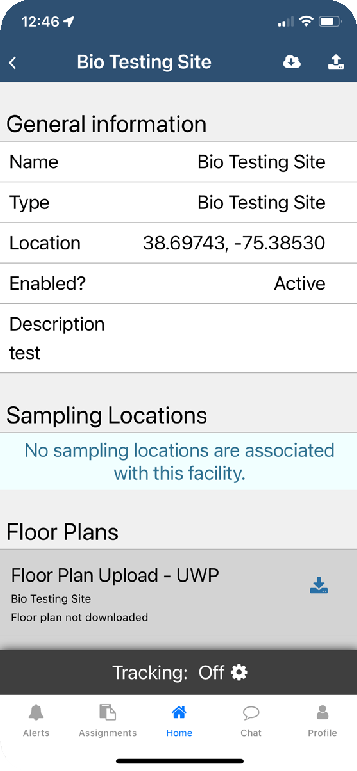 12:46
Bio Testing Site
General information
Name Bio Testing Site
Type Bio Testing Site
Location 38.69743, -75.38530
Enabled? Active
Description
test
Sampling Locations
No sampling locations are associated
with this facility.
Floor Plans
Floor Plan Upload - UWP
Bio Testing Site
Floor plan not downloaded
Tracking: Off
Alerts Assignments Home Chat Profile